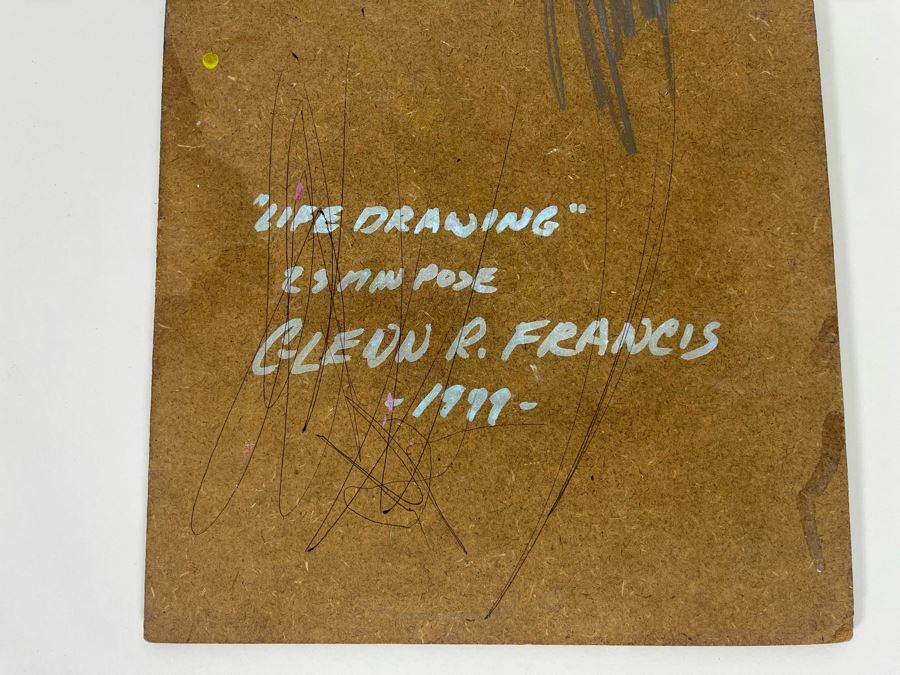 "LIFE DRAWING"
25 MIN POSE
GLENN R. FRANCIS
-1999-